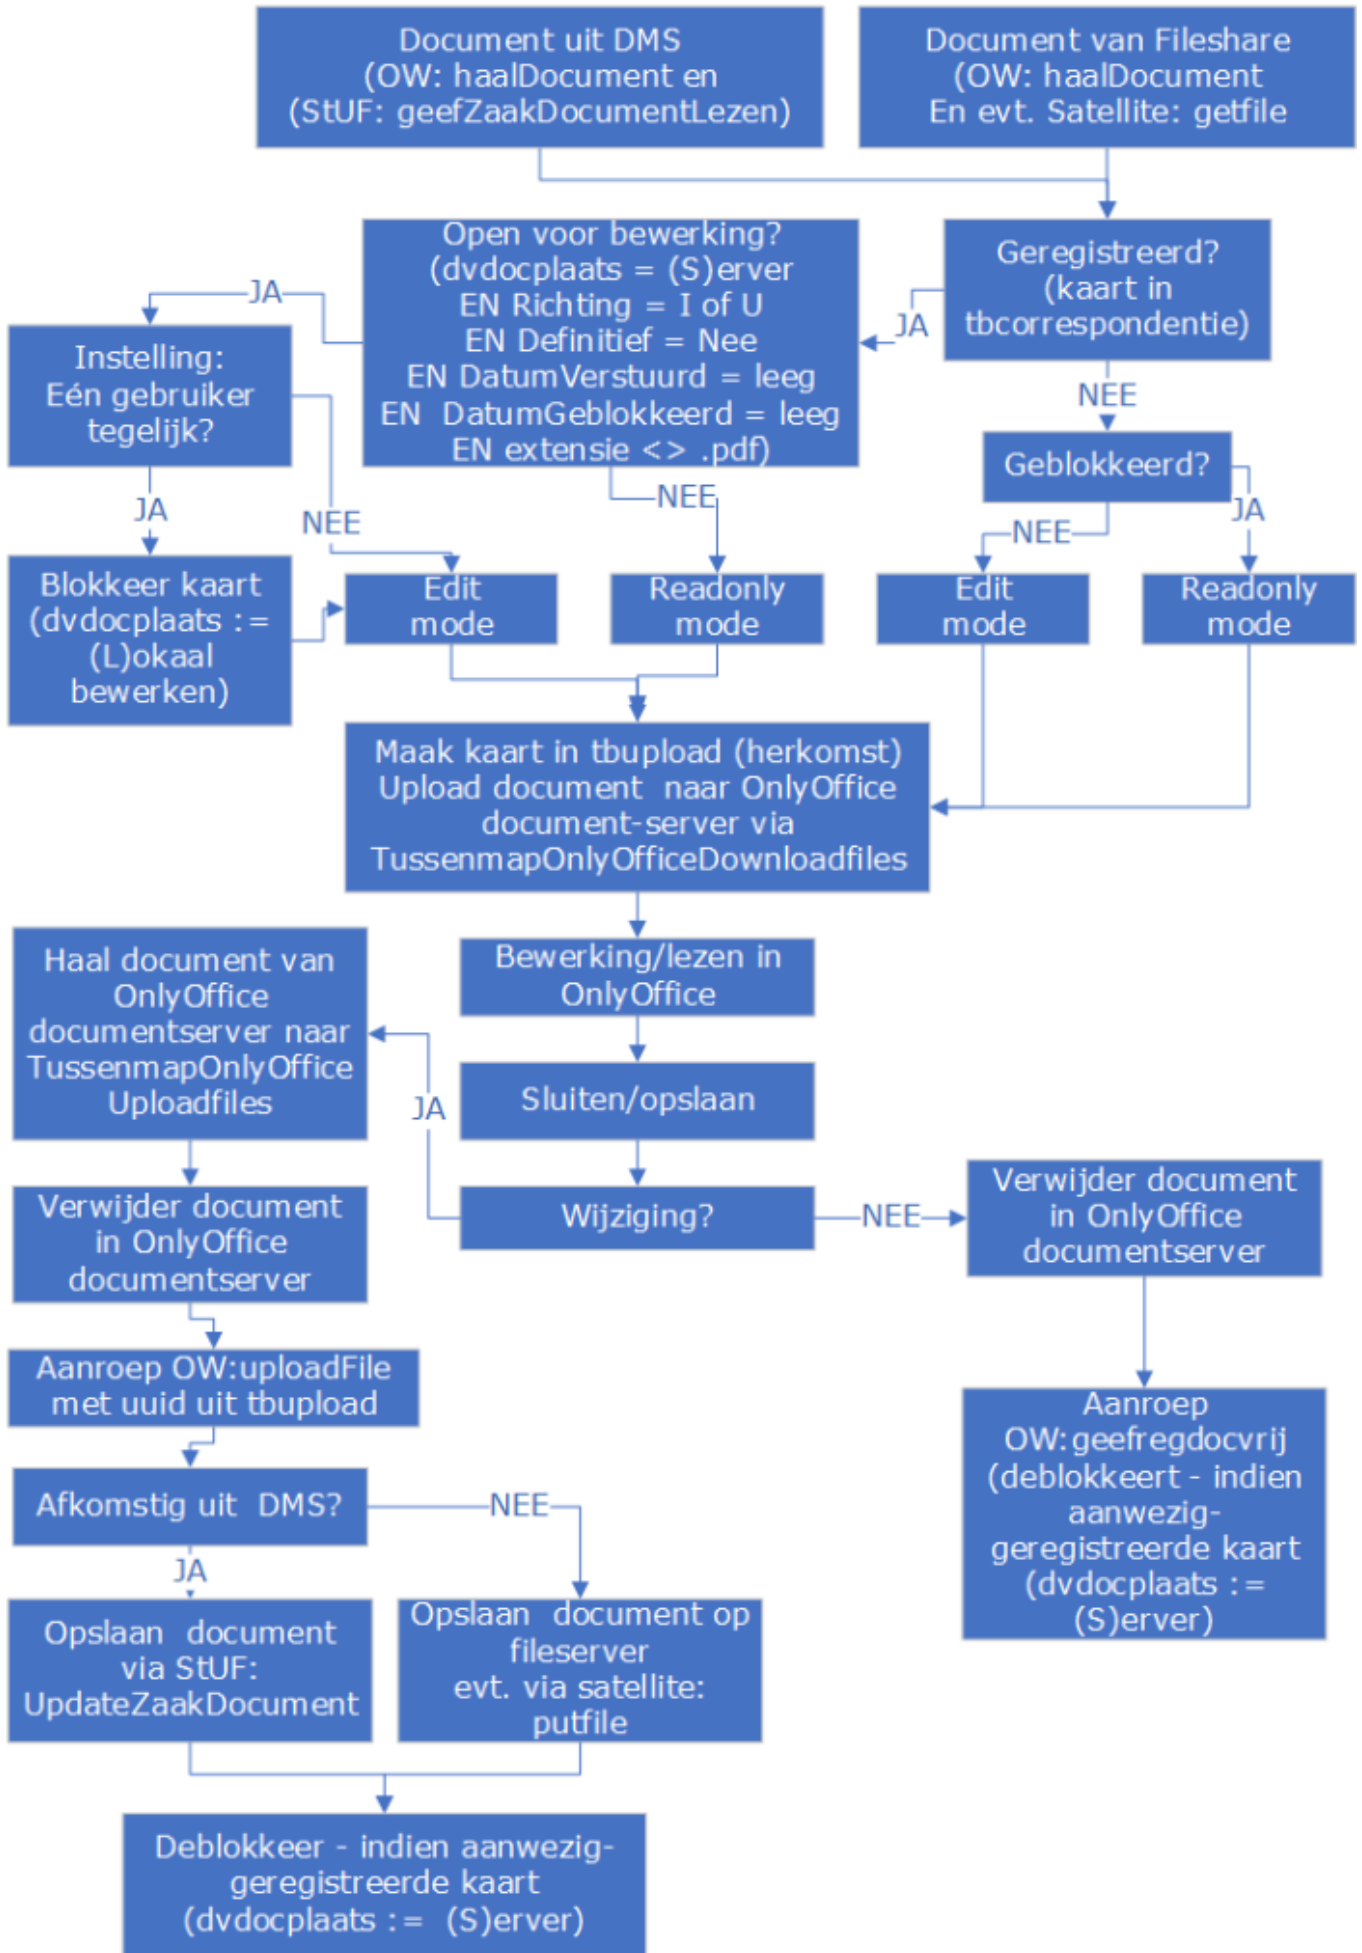 Document uit DMS
(OW: haalDocument en
(StUF: geefZaakDocumentLezen)
Document van Fileshare
(OW: haalDocument
En evt. Satellite: getfile
Geregistreerd?
(kaart in
tbcorrespondentie)
JA
NEE
Open voor bewerking?
(dvdocplaats = (S)erver
EN Richting = I of U
EN Definitief = Nee
EN DatumVerstuurd = leeg
EN DatumGeblokkeerd = leeg
EN extensie <> .pdf)
JA
NEE
Instelling:
Eén gebruiker
tegelijk?
JA
NEE
Geblokkeerd?
NEE
JA
Blokkeer kaart
(dvdocplaats :=
(L)okaal
bewerken)
Edit
mode
Readonly
mode
Edit
mode
Readonly
mode
Maak kaart in tbupload (herkomst)
Upload document naar OnlyOffice
document-server via
TussenmapOnlyOfficeDownloadfiles
Bewerking/lezen in
OnlyOffice
Sluiten/opslaan
Wijziging?
JA
NEE
Haal document van
OnlyOffice
documentserver naar
TussenmapOnlyOffice
Uploadfiles
Verwijder document
in OnlyOffice
documentserver
Verwijder document
in OnlyOffice
documentserver
Aanroep OW:uploadFile
met uuid uit tbupload
Aanroep
OW:geefregdocvrij
(deblokkeert - indien
aanwezig-
geregistreerde kaart
(dvdocplaats :=
(S)erver)
Afkomstig uit DMS?
NEE
JA
Opslaan document
via StUF:
UpdateZaakDocument
Opslaan document op
fileserver
evt. via satellite:
putfile
Deblokkeer - indien aanwezig-
geregistreerde kaart
(dvdocplaats := (S)erver)